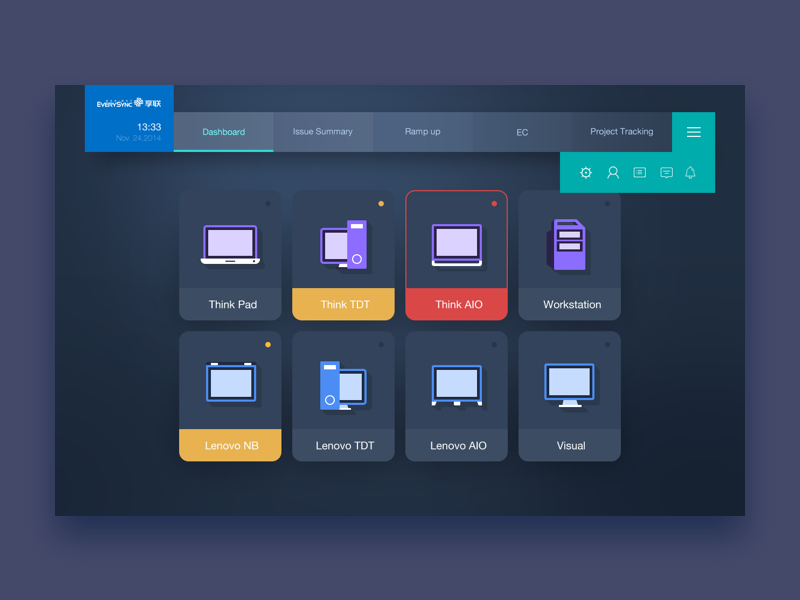 EVERYSYNC 享联
13:33
Nov. 24.2014
Dashboard
Issue Summary
Ramp up
EC
Project Tracking
Think Pad
Think TDT
Think AIO
Workstation
Lenovo NB
Lenovo TDT
Lenovo AIO
Visual